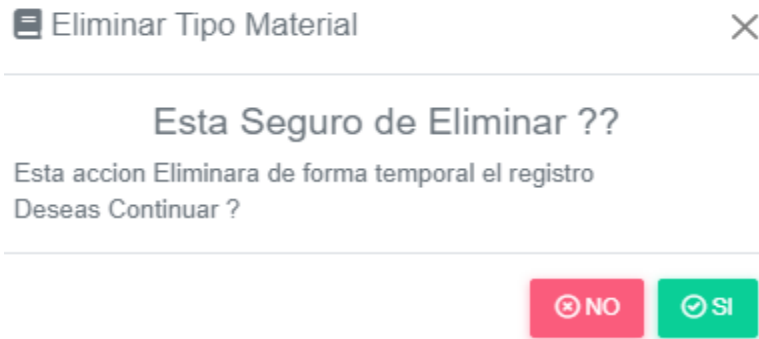 Eliminar Tipo Material
Esta Seguro de Eliminar ??
Esta accion Eliminara de forma temporal el registro
Deseas Continuar ?
NO SI